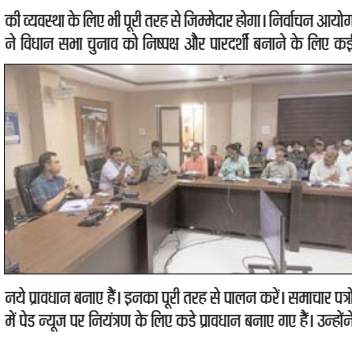 की व्यवस्था के लिए भी पूरी तरह से जिम्मेदार होगा। निर्वाचन आयोग
ने विधान सभा चुनाव को निष्पक्ष और पारदर्शी बनाने के लिए कई
नये प्रावधान बनाए हैं। इनका पूरी तरह से पालन करें। समाचार पत्रों
में पेड न्यूज पर नियंत्रण के लिए कडे प्रावधान बनाए गए हैं। उन्होंने